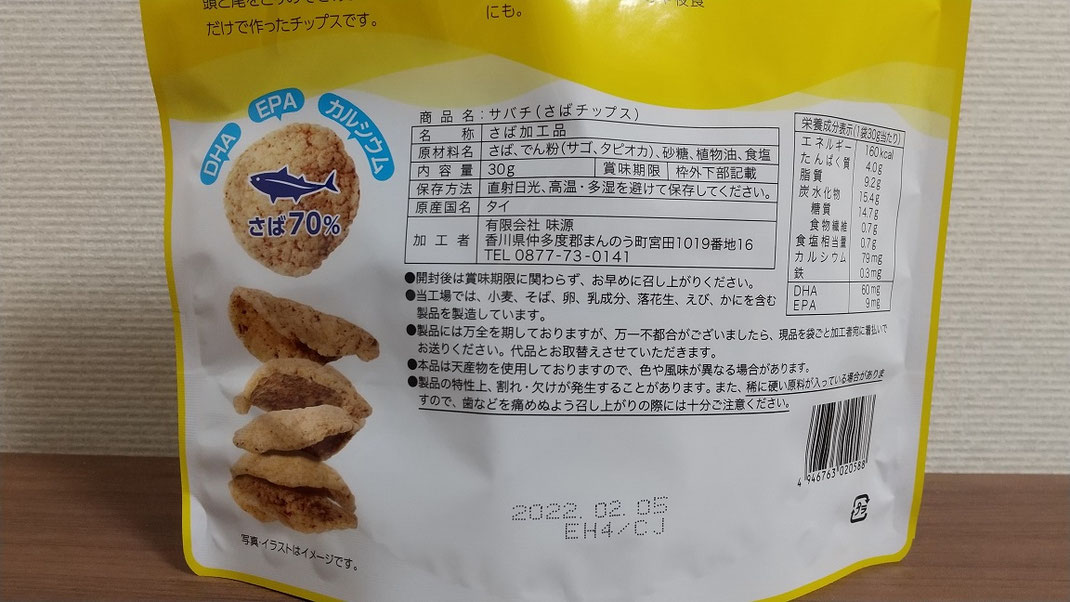 だけで作ったチップスです。
にも。
DHA
EPA
カルシウム
さば70%
写真・イラストはイメージです。
商品名:サバチ(さばチップス)
名称 さば加工品
原材料名 さば、でん粉(サゴ、タピオカ)、砂糖、植物油、食塩
内容量 30g 賞味期限 枠外下部記載
保存方法 直射日光、高温・多湿を避けて保存してください。
原産国名 タイ
加工者 有限会社 味源
香川県仲多度郡まんのう町宮田1019番地16
TEL 0877-73-0141
栄養成分表示(1袋30g当たり)
エネルギー 160kcal
たんぱく質 4.0g
脂質 9.2g
炭水化物 15.4g
糖質 14.7g
食物繊維 0.7g
食塩相当量 0.7g
カルシウム 79mg
鉄 0.3mg
DHA 60mg
EPA 9mg
●開封後は賞味期限に関わらず、お早めに召し上がりください。
●当工場では、小麦、そば、卵、乳成分、落花生、えび、かにを含む
製品を製造しています。
●製品には万全を期しておりますが、万一不都合がございましたら、現品を袋ごと加工者宛に着払いで
お送りください。代品とお取替えさせていただきます。
●本品は天産物を使用しておりますので、色や風味が異なる場合があります。
●製品の特性上、割れ・欠けが発生することがあります。また、稀に硬い原料が入っている場合がありま
すので、歯などを痛めぬよう召し上がりの際には十分ご注意ください。
4 946763 020588
プラ
2022.02.05
EH4/CJ